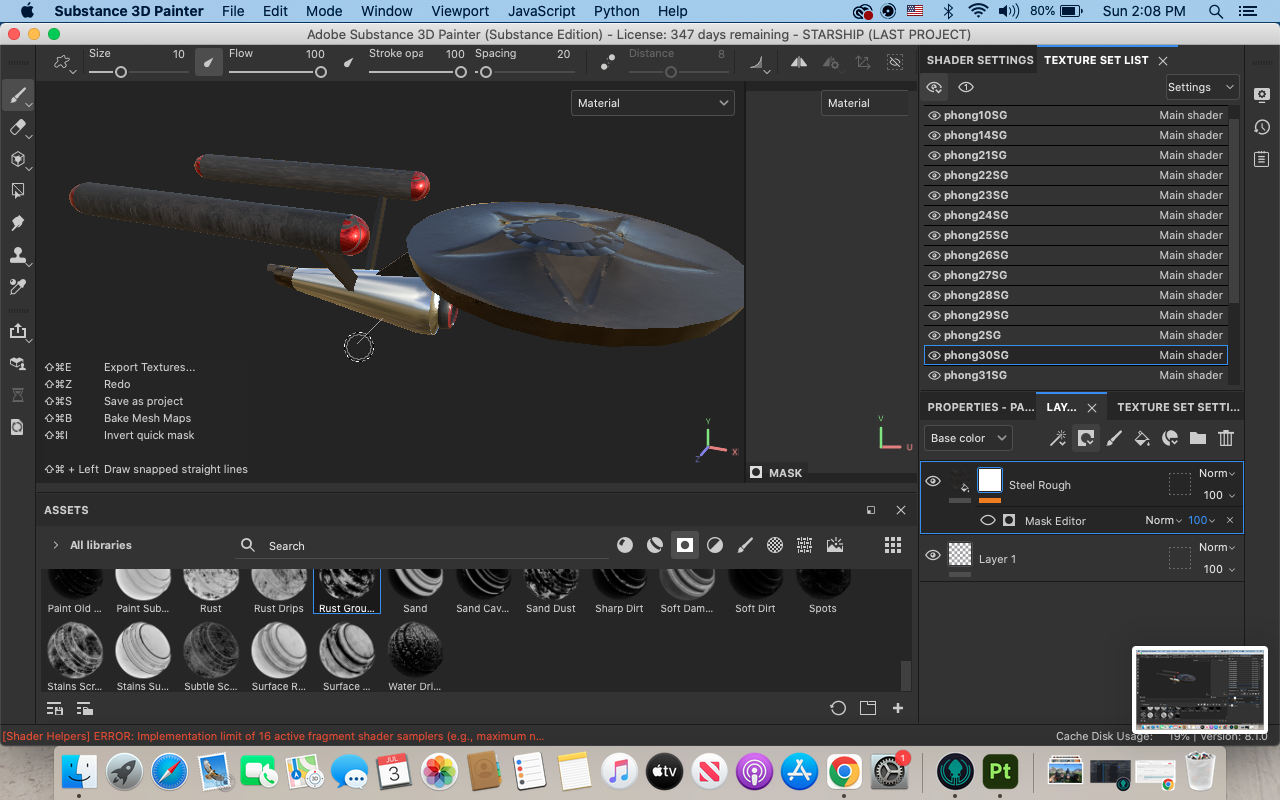 Substance 3D Painter File Edit Mode Window Viewport JavaScript Python Help 80% Sun 2:08 PM
Adobe Substance 3D Painter (Substance Edition) - License: 347 days remaining - STARSHIP (LAST PROJECT)
Size 10 Flow 100 Stroke opa 100 Spacing 20 Distance 8
SHADER SETTINGS TEXTURE SET LIST
Settings
Material
Material
phong10SG Main shader
phong14SG Main shader
phong21SG Main shader
phong22SG Main shader
phong23SG Main shader
phong24SG Main shader
phong25SG Main shader
phong26SG Main shader
phong27SG Main shader
phong28SG Main shader
phong29SG Main shader
phong2SG Main shader
phong30SG Main shader
phong31SG Main shader
⇧⌘E Export Textures...
⇧⌘Z Redo
⇧⌘S Save as project
⇧⌘B Bake Mesh Maps
⇧⌘I Invert quick mask
⇧⌘ + Left Draw snapped straight lines
Y
X
Z
V
U
MASK
PROPERTIES - PA... LAY... TEXTURE SET SETTI...
Base color
Steel Rough Norm
100
Mask Editor Norm 100
Layer 1 Norm
100
ASSETS
All libraries Search
Paint Old ... Paint Sub... Rust Rust Drips Rust Grou... Sand Sand Cav... Sand Dust Sharp Dirt Soft Dam... Soft Dirt Spots
Stains Scr... Stains Su... Subtle Sc... Surface R... Surface ... Water Dri...
[Shader Helpers] ERROR: Implementation limit of 16 active fragment shader samplers (e.g., maximum n...
Cache Disk Usage: 19% | Version: 8.1.0
JUL
3
tv
1
Pt